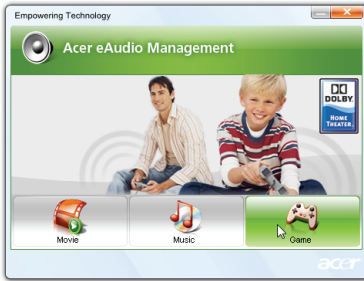 Empowering Technology
Acer eAudio Management
DOLBY
HOME
THEATER
Movie
Music
Game
acer